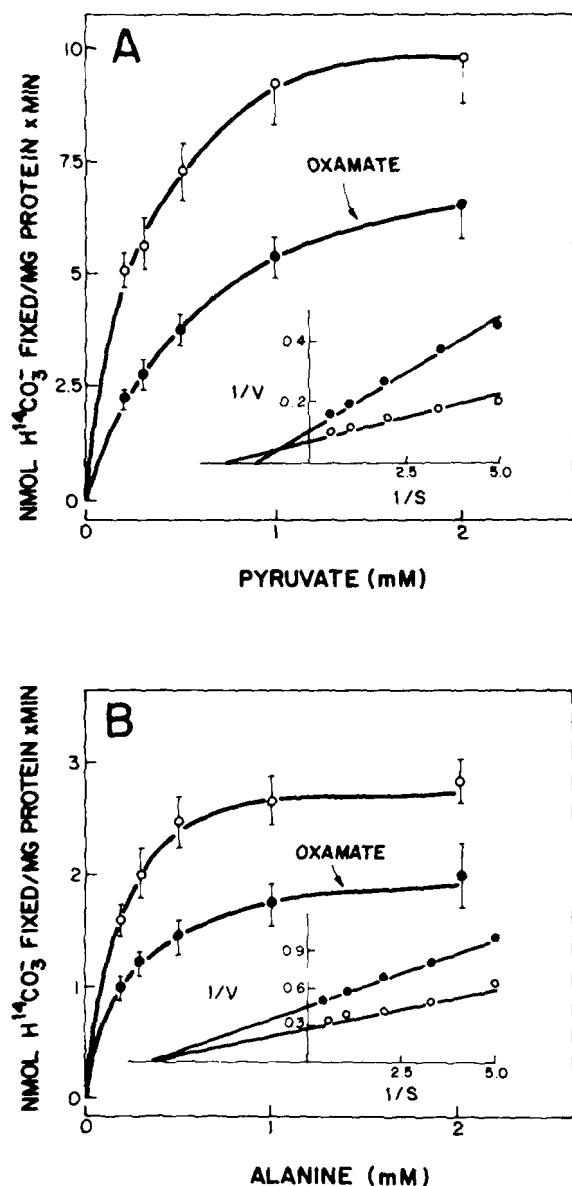 A
NMOL H¹⁴CO₃⁻ FIXED/MG PROTEIN x MIN
10
7.5
5
2.5
0
OXAMATE
1/V
0.4
0.2
2.5
5.0
1/S
0
1
2
PYRUVATE (mM)
B
NMOL H¹⁴CO₃⁻ FIXED/MG PROTEIN xMIN
3
2
1
0
OXAMATE
1/V
0.9
0.6
0.3
2.5
5.0
1/S
0
1
2
ALANINE (mM)